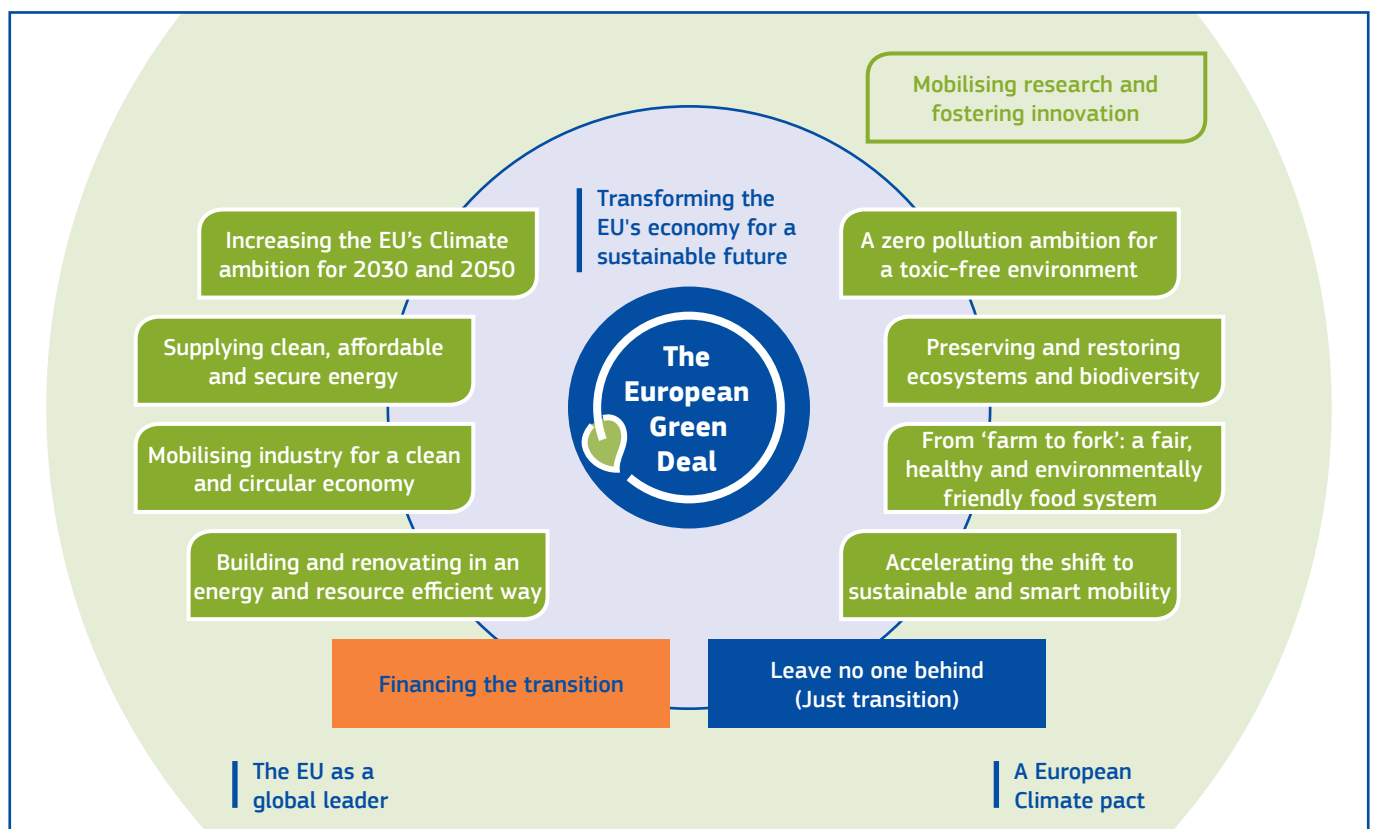 Mobilising research and
fostering innovation
Transforming the
EU's economy for a
sustainable future
Increasing the EU’s Climate
ambition for 2030 and 2050
A zero pollution ambition for
a toxic-free environment
Supplying clean, affordable
and secure energy
The
European
Green
Deal
Preserving and restoring
ecosystems and biodiversity
Mobilising industry for a clean
and circular economy
From ‘farm to fork’: a fair,
healthy and environmentally
friendly food system
Building and renovating in an
energy and resource efficient way
Accelerating the shift to
sustainable and smart mobility
Financing the transition
Leave no one behind
(Just transition)
The EU as a
global leader
A European
Climate pact